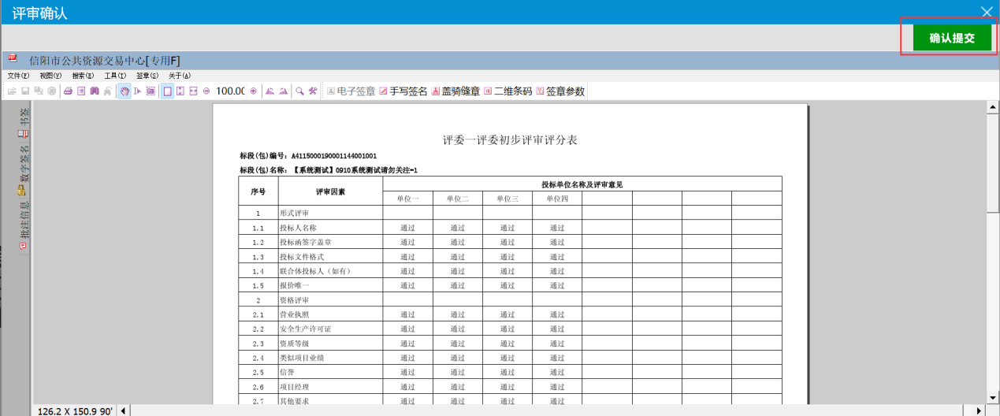 评审确认
确认提交
信阳市公共资源交易中心[专用F]
文件(F) 视图(V) 搜索(S) 工具(T) 签章(S) 关于(A)
100.00 电子签章 手写签名 盖骑缝章 二维条码 签章参数
书签
数字签名
批注信息
评委一评委初步评审评分表
标段(包)编号：A4115000190001144001001
标段(包)名称：【系统测试】0910系统测试请勿关注-1
序号 评审因素 投标单位名称及评审意见
单位一 单位二 单位三 单位四
1 形式评审
1.1 投标人名称 通过 通过 通过 通过
1.2 投标函签字盖章 通过 通过 通过 通过
1.3 投标文件格式 通过 通过 通过 通过
1.4 联合体投标人（如有） 通过 通过 通过 通过
1.5 报价唯一 通过 通过 通过 通过
2 资格评审
2.1 营业执照 通过 通过 通过 通过
2.2 安全生产许可证 通过 通过 通过 通过
2.3 资质等级 通过 通过 通过 通过
2.4 类似项目业绩 通过 通过 通过 通过
2.5 信誉 通过 通过 通过 通过
2.6 项目经理 通过 通过 通过 通过
2.7 其他要求 通过 通过 通过 通过
126.2 X 150.9 90'